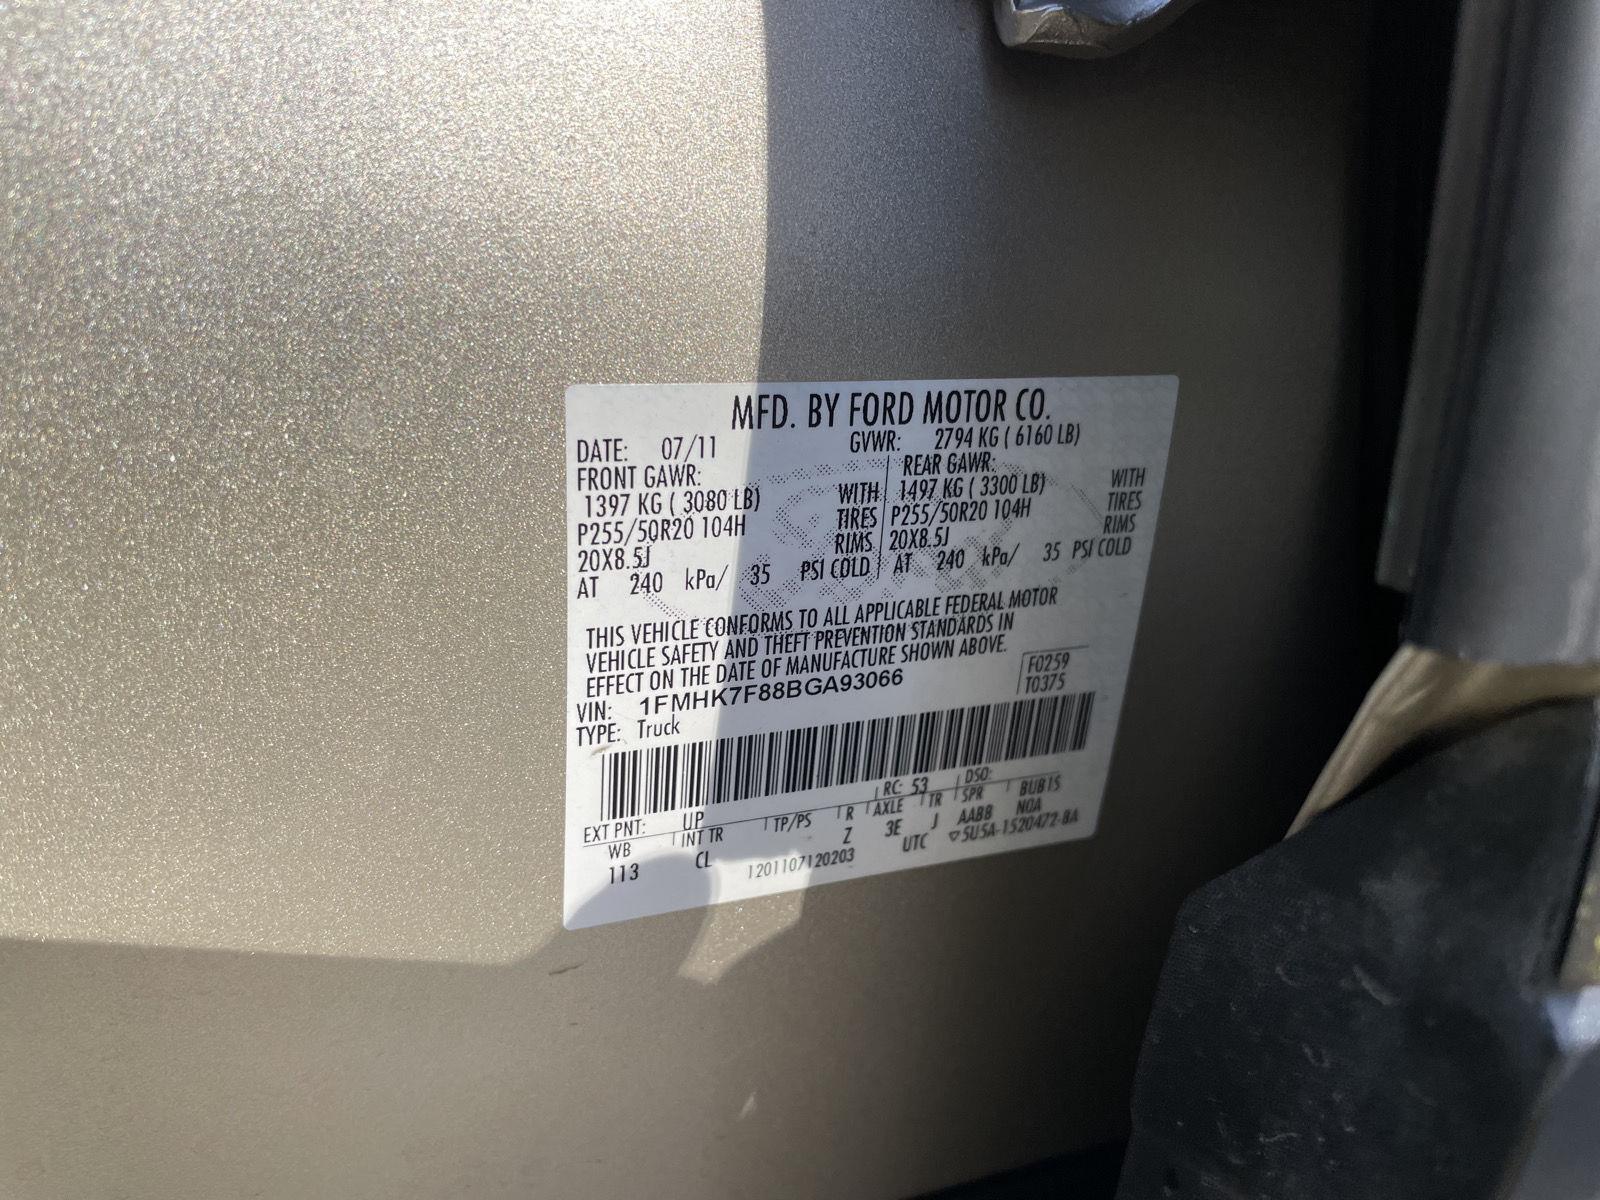 MFD. BY FORD MOTOR CO.
DATE: 07/11 GVWR: 2794 KG ( 6160 LB)
FRONT GAWR: REAR GAWR:
1397 KG ( 3080 LB) WITH 1497 KG ( 3300 LB) WITH
P255/50R20 104H TIRES P255/50R20 104H TIRES
20X8.5J RIMS 20X8.5J RIMS
AT 240 kPa/ 35 PSI COLD AT 240 kPa/ 35 PSI COLD
THIS VEHICLE CONFORMS TO ALL APPLICABLE FEDERAL MOTOR
VEHICLE SAFETY AND THEFT PREVENTION STANDARDS IN
EFFECT ON THE DATE OF MANUFACTURE SHOWN ABOVE.
VIN: 1FMHK7F88BGA93066 F0259
TYPE: Truck T0375
EXT PNT: UP RC: 53 DSO:
WB INT TR TP/PS R AXLE TR SPR BUB1S
113 CL Z 3E J AABB NOA
1201107120203 UTC ▽5U5A-1520472-BA